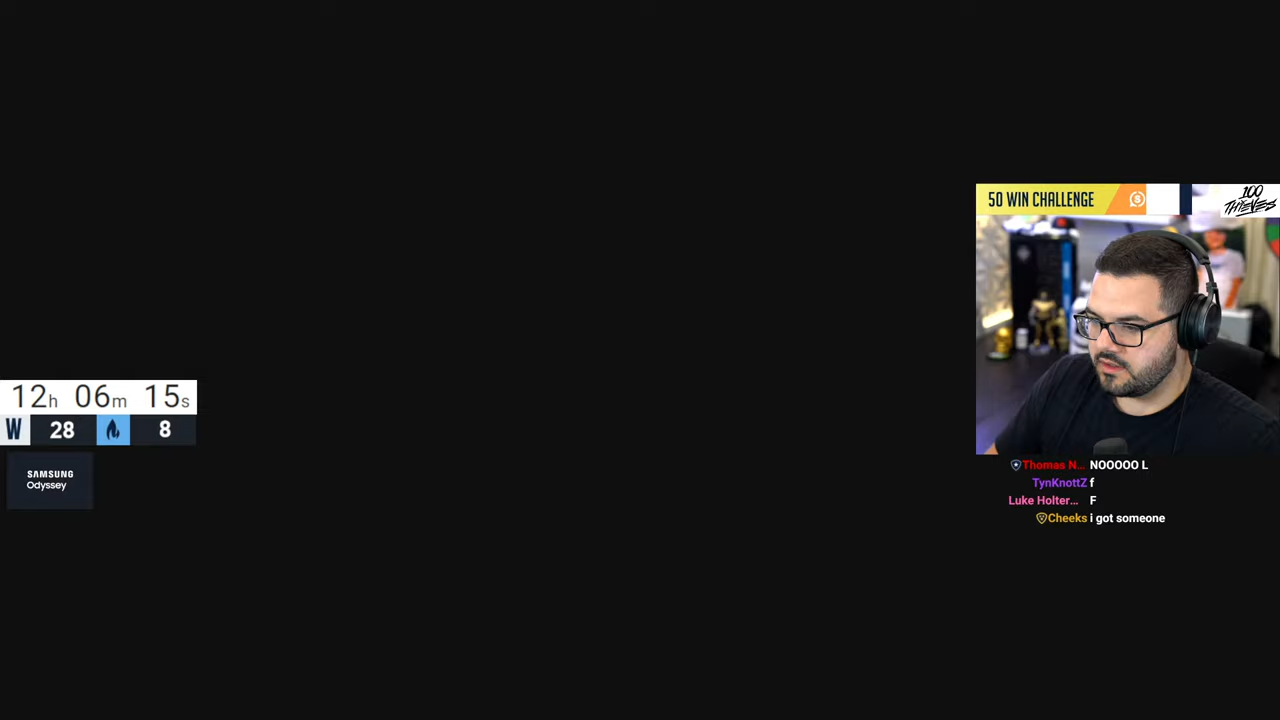 50 WIN CHALLENGE
100
THIEVES
12h 06m 15s
W 28 8
SAMSUNG
Odyssey
Thomas N... NOOOOO L
TynKnottZ f
Luke Holter... F
Cheeks i got someone